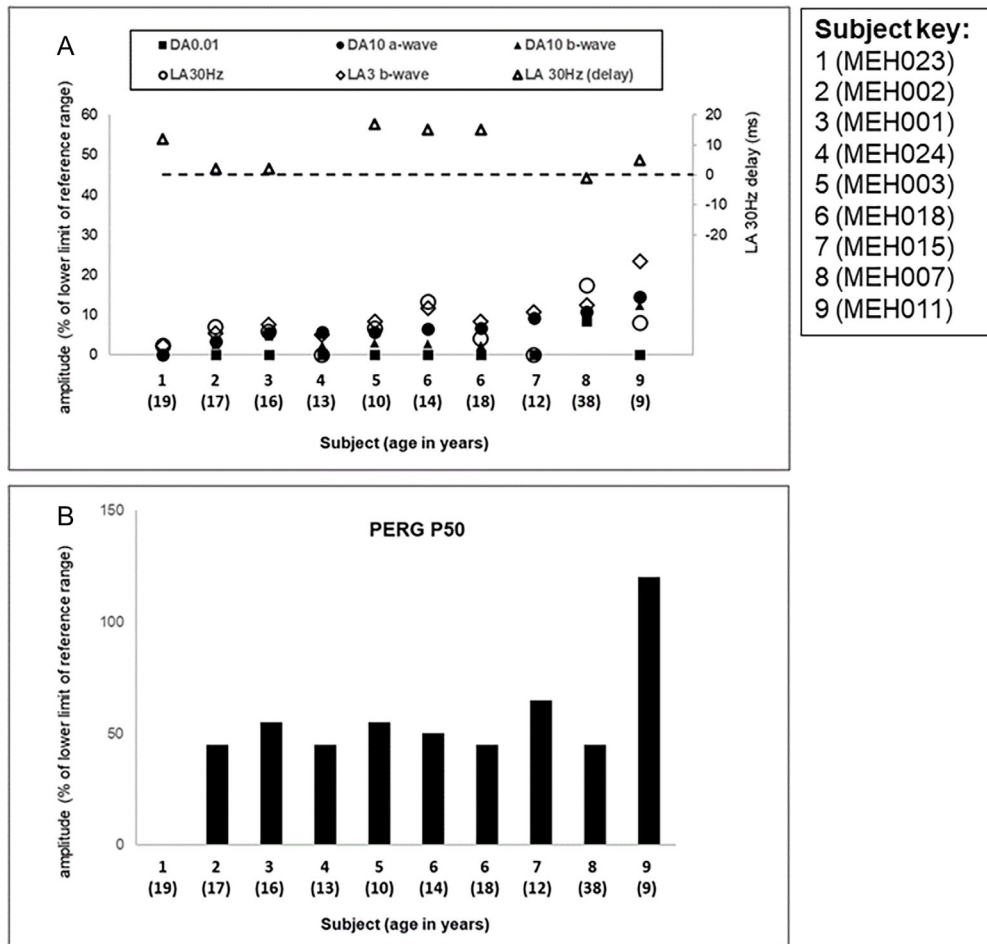 A
DA0.01 DA10 a-wave DA10 b-wave
LA30Hz LA3 b-wave LA 30Hz (delay)
amplitude (% of lower limit of reference range)
60
50
40
30
20
10
0
20
10
0
-10
-20
LA 30Hz delay (ms)
1 2 3 4 5 6 6 7 8 9
(19) (17) (16) (13) (10) (14) (18) (12) (38) (9)
Subject (age in years)
Subject key:
1 (MEH023)
2 (MEH002)
3 (MEH001)
4 (MEH024)
5 (MEH003)
6 (MEH018)
7 (MEH015)
8 (MEH007)
9 (MEH011)
B
PERG P50
amplitude (% of lower limit of reference range)
150
100
50
0
1 2 3 4 5 6 6 7 8 9
(19) (17) (16) (13) (10) (14) (18) (12) (38) (9)
Subject (age in years)